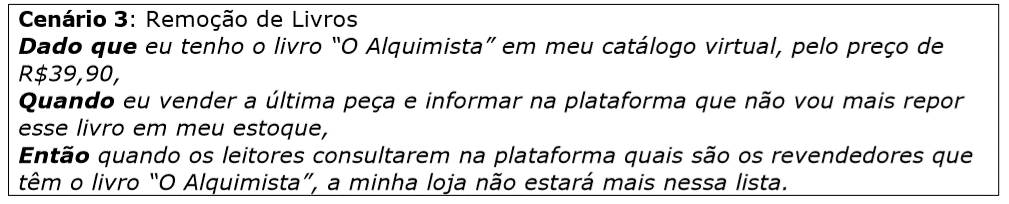 Cenário 3: Remoção de Livros
Dado que eu tenho o livro “O Alquimista” em meu catálogo virtual, pelo preço de
R$39,90,
Quando eu vender a última peça e informar na plataforma que não vou mais repor
esse livro em meu estoque,
Então quando os leitores consultarem na plataforma quais são os revendedores que
têm o livro “O Alquimista”, a minha loja não estará mais nessa lista.